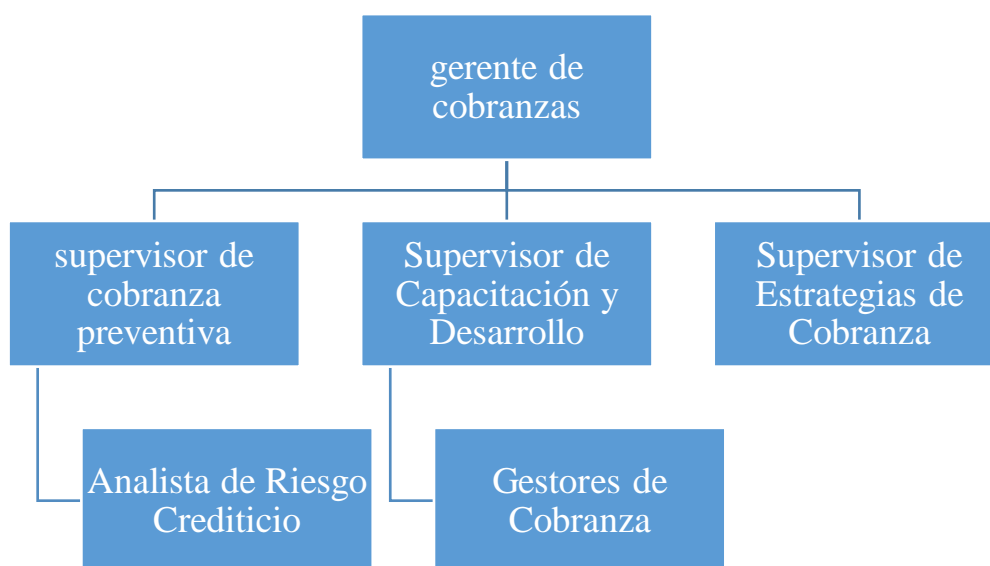 gerente de
cobranzas
supervisor de
cobranza
preventiva
Supervisor de
Capacitación y
Desarrollo
Supervisor de
Estrategias de
Cobranza
Analista de Riesgo
Crediticio
Gestores de
Cobranza